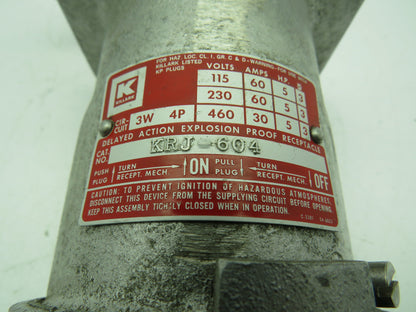 FOR HAZ. LOC. CL. I, GR. C & D-WARNING-FOR USE WITH
KILLARK LISTED
KP PLUGS
VOLTS AMPS H.P. S
K
KILLARK
115 60 5 3
230 60 5 3
460 30 5 3
CIR-
CUIT 3W 4P
DELAYED ACTION EXPLOSION PROOF RECEPTACLE
CAT.
NO. KRJ-604
PUSH PLUG TURN RECEPT. MECH. ON PULL PLUG TURN RECEPT. MECH. OFF
CAUTION: TO PREVENT IGNITION OF HAZARDOUS ATMOSPHERES
DISCONNECT THIS DEVICE FROM THE SUPPLYING CIRCUIT BEFORE OPENING
KEEP THIS ASSEMBLY TIGHTLY CLOSED WHEN IN OPERATION.